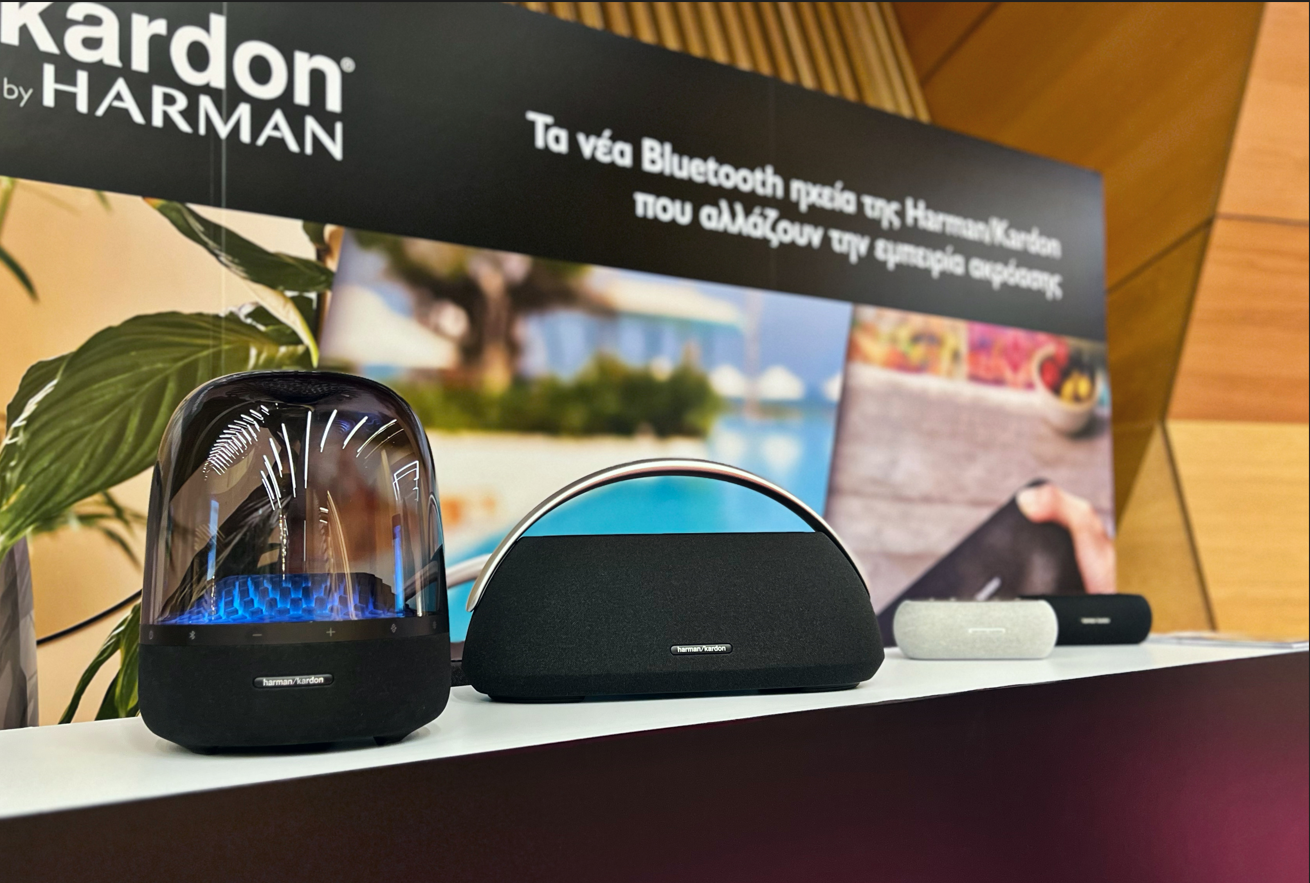 kardon®
by HARMAN
Τα νέα Bluetooth ηχεία της Harman/Kardon
που αλλάζουν την εμπειρία ακρόασης
harman/kardon
harman/kardon